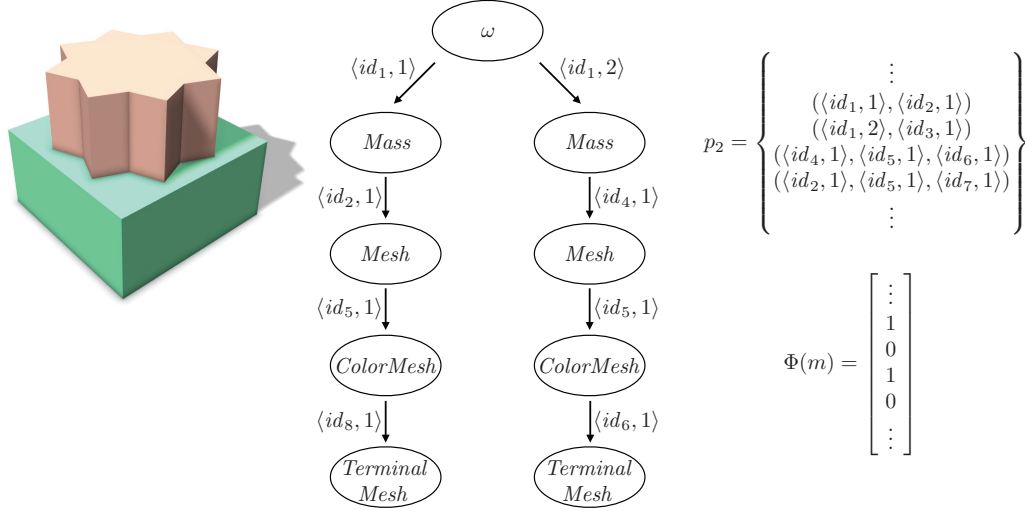 ω
⟨id₁, 1⟩ ⟨id₁, 2⟩
Mass Mass
⟨id₂, 1⟩ ⟨id₄, 1⟩
Mesh Mesh
⟨id₅, 1⟩ ⟨id₅, 1⟩
ColorMesh ColorMesh
⟨id₈, 1⟩ ⟨id₆, 1⟩
Terminal Terminal
Mesh Mesh
p₂ =
⋮
(⟨id₁, 1⟩, ⟨id₂, 1⟩)
(⟨id₁, 2⟩, ⟨id₃, 1⟩)
(⟨id₄, 1⟩, ⟨id₅, 1⟩, ⟨id₆, 1⟩)
(⟨id₂, 1⟩, ⟨id₅, 1⟩, ⟨id₇, 1⟩)
⋮
Φ(m) =
⋮
1
0
1
0
⋮